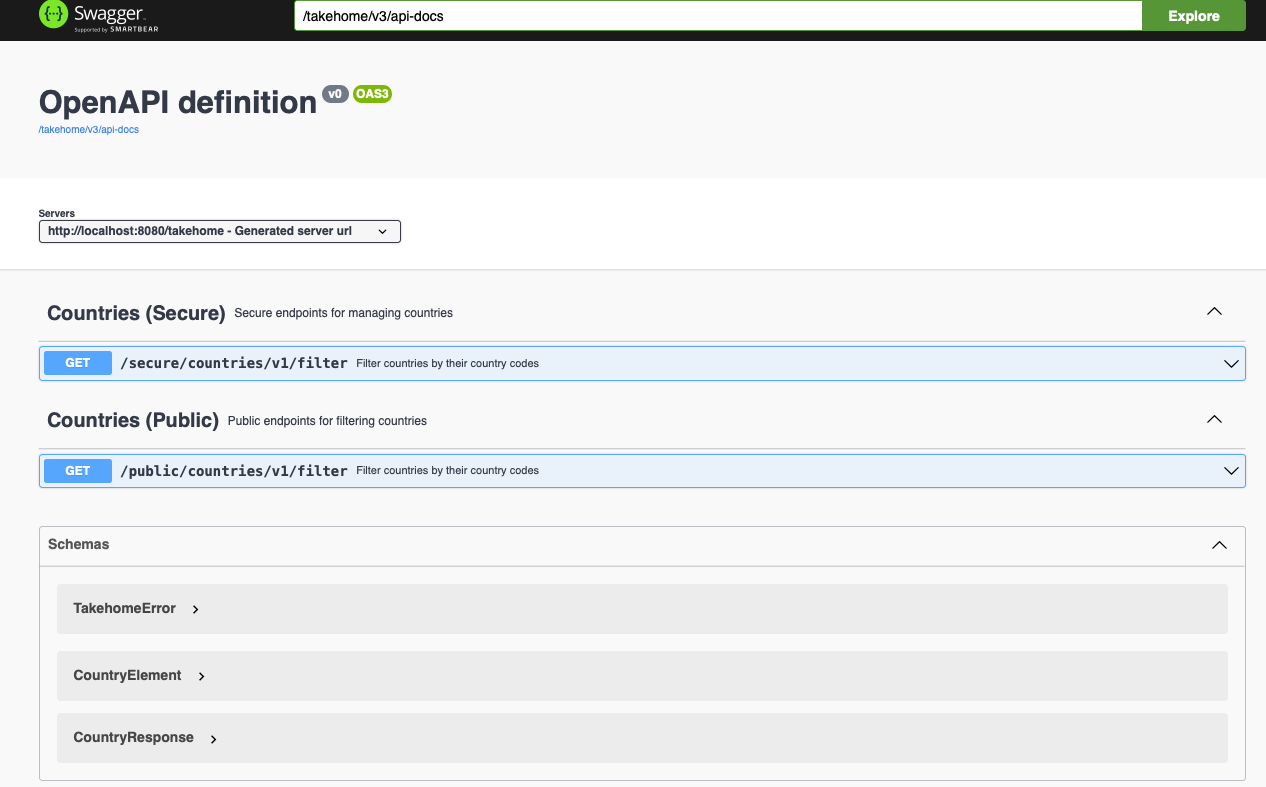 Swagger.
Supported by SMARTBEAR
/takehome/v3/api-docs
Explore
OpenAPI definition v0 OAS3
/takehome/v3/api-docs
Servers
http://localhost:8080/takehome - Generated server url
Countries (Secure) Secure endpoints for managing countries
GET /secure/countries/v1/filter Filter countries by their country codes
Countries (Public) Public endpoints for filtering countries
GET /public/countries/v1/filter Filter countries by their country codes
Schemas
TakehomeError
CountryElement
CountryResponse